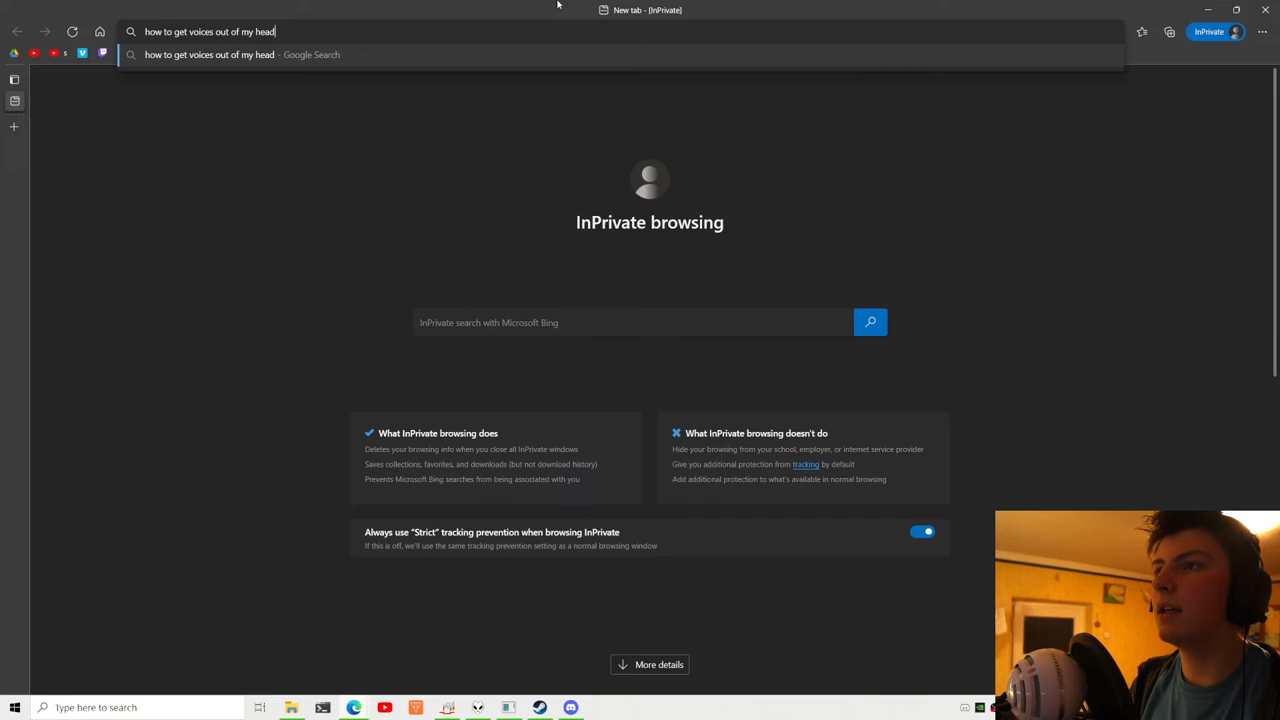 New tab - [InPrivate]
how to get voices out of my head
InPrivate
how to get voices out of my head - Google Search
s
InPrivate browsing
InPrivate search with Microsoft Bing
What InPrivate browsing does
Deletes your browsing info when you close all InPrivate windows
Saves collections, favorites, and downloads (but not download history)
Prevents Microsoft Bing searches from being associated with you
What InPrivate browsing doesn't do
Hide your browsing from your school, employer, or internet service provider
Give you additional protection from tracking by default
Add additional protection to what's available in normal browsing
Always use “Strict” tracking prevention when browsing InPrivate
If this is off, we'll use the same tracking prevention setting as a normal browsing window
More details
Type here to search